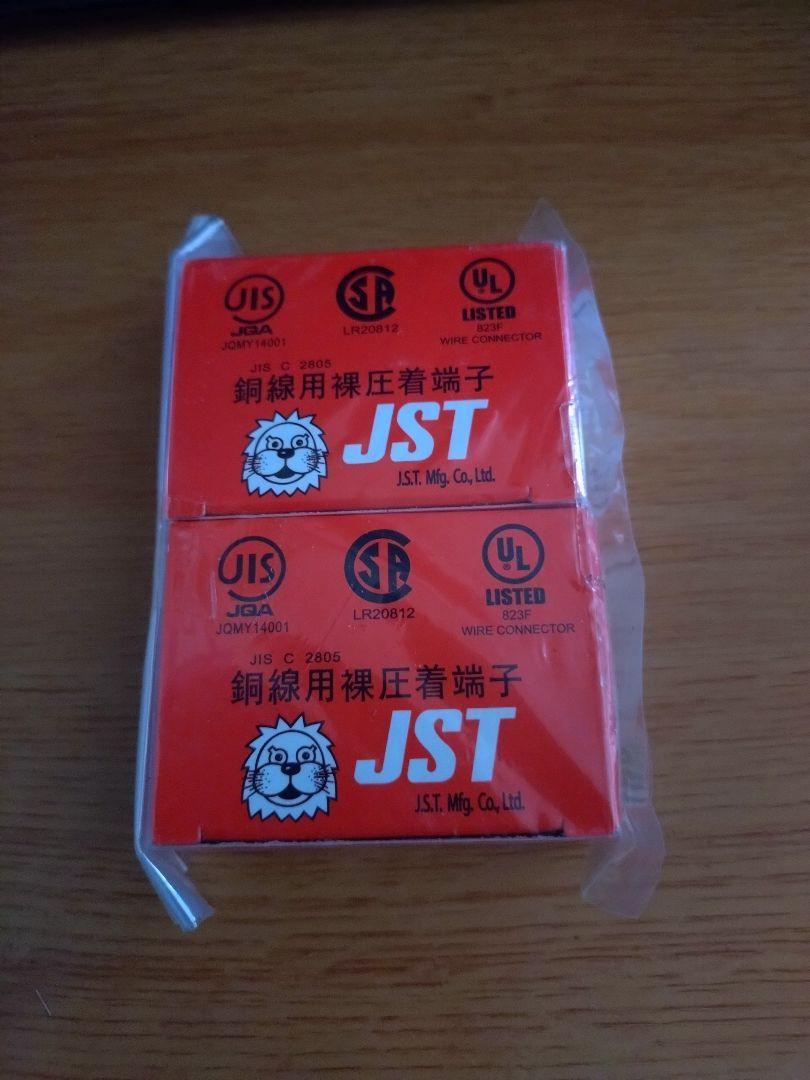 JIS
JQA
JQMY14001
SA
LR20812
UL
®
LISTED
823F
WIRE CONNECTOR
JIS C 2805
銅線用裸圧着端子
JST
J.S.T. Mfg. Co., Ltd.
JIS
JQA
JQMY14001
SA
LR20812
UL
®
LISTED
823F
WIRE CONNECTOR
JIS C 2805
銅線用裸圧着端子
JST
J.S.T. Mfg. Co., Ltd.